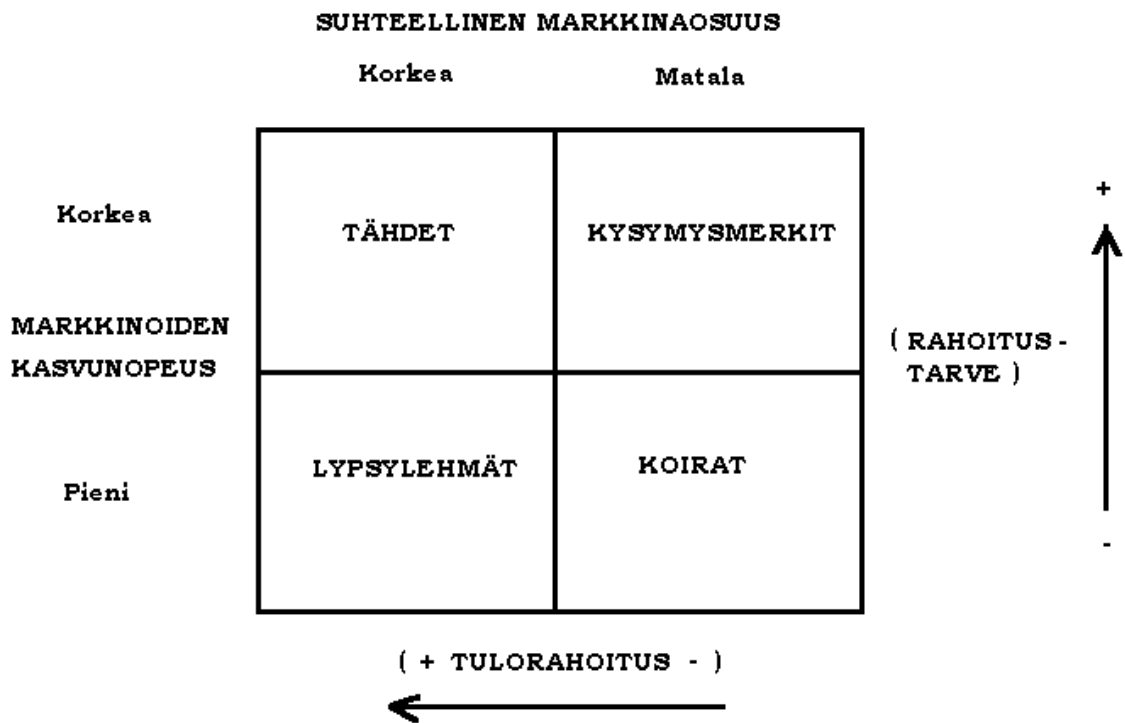 SUHTEELLINEN MARKKINAOSUUS
Korkea Matala
+
Korkea
TÄHDET KYSYMYSMERKIT
MARKKINOIDEN
KASVUNOPEUS
( RAHOITUS -
TARVE )
LYPSYLEHMÄT KOIRAT
Pieni
-
( + TULORAHOITUS - )